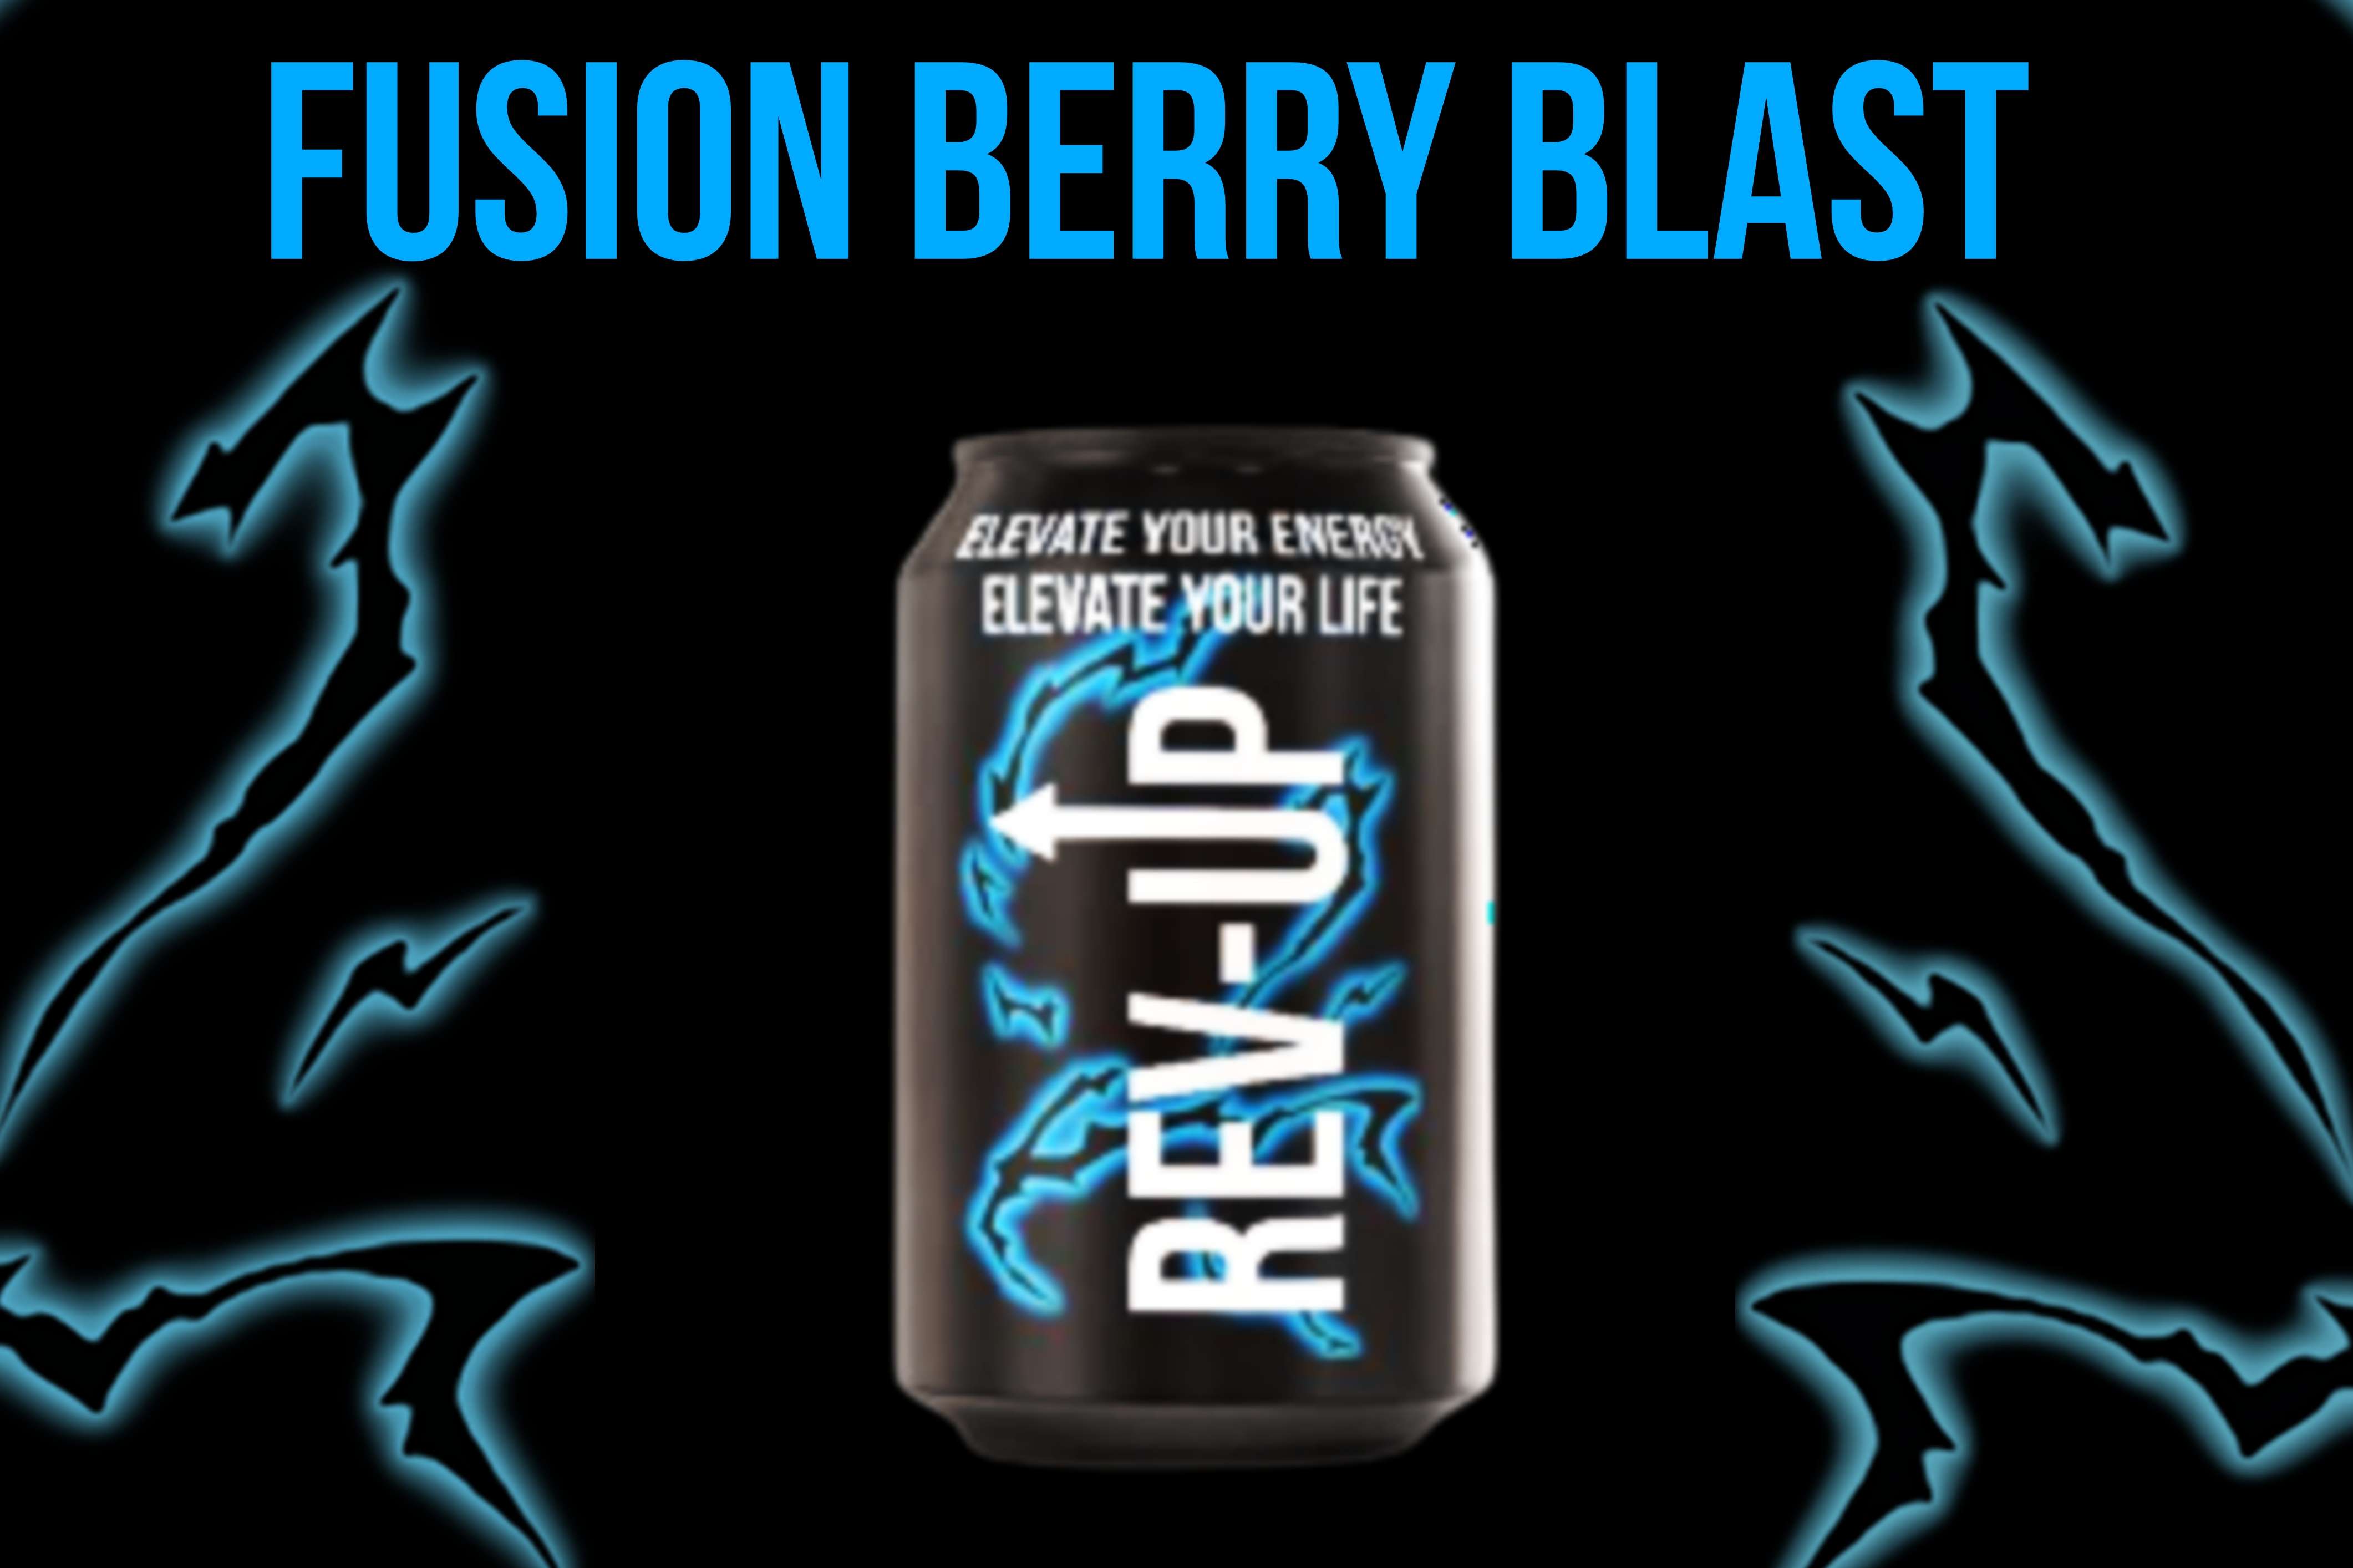 FUSION BERRY BLAST
ELEVATE YOUR ENERGY
ELEVATE YOUR LIFE
REV-UP